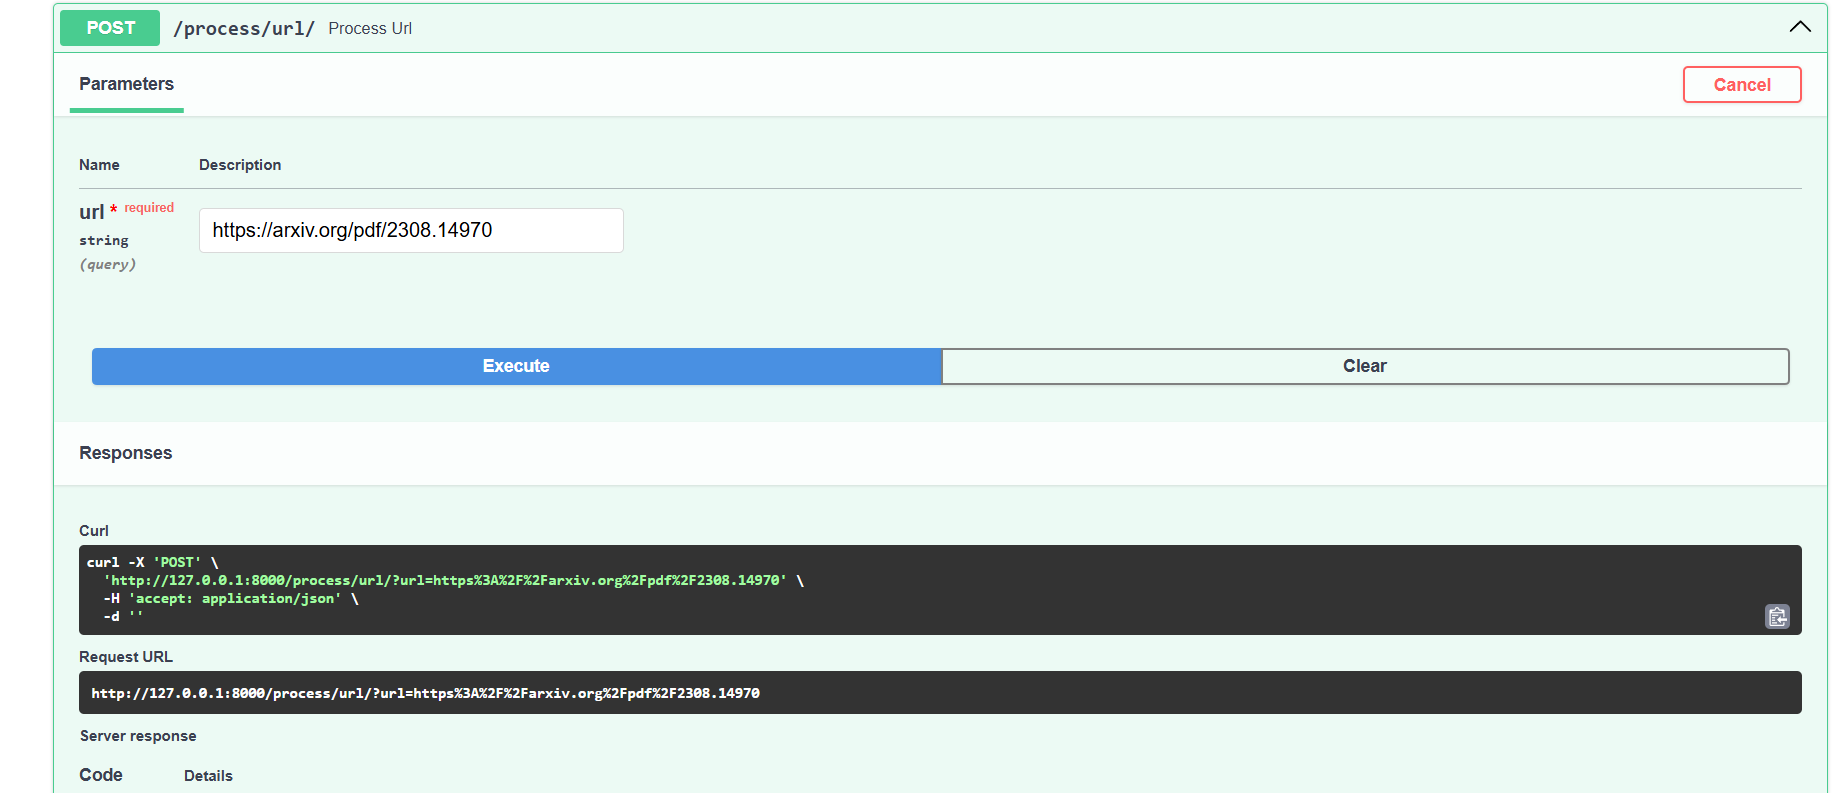 POST /process/url/ Process Url
Parameters
Cancel
Name Description
url * required
string
(query)
https://arxiv.org/pdf/2308.14970
Execute Clear
Responses
Curl
curl -X 'POST' \
'http://127.0.0.1:8000/process/url/?url=https%3A%2F%2Farxiv.org%2Fpdf%2F2308.14970' \
-H 'accept: application/json' \
-d ''
Request URL
http://127.0.0.1:8000/process/url/?url=https%3A%2F%2Farxiv.org%2Fpdf%2F2308.14970
Server response
Code Details